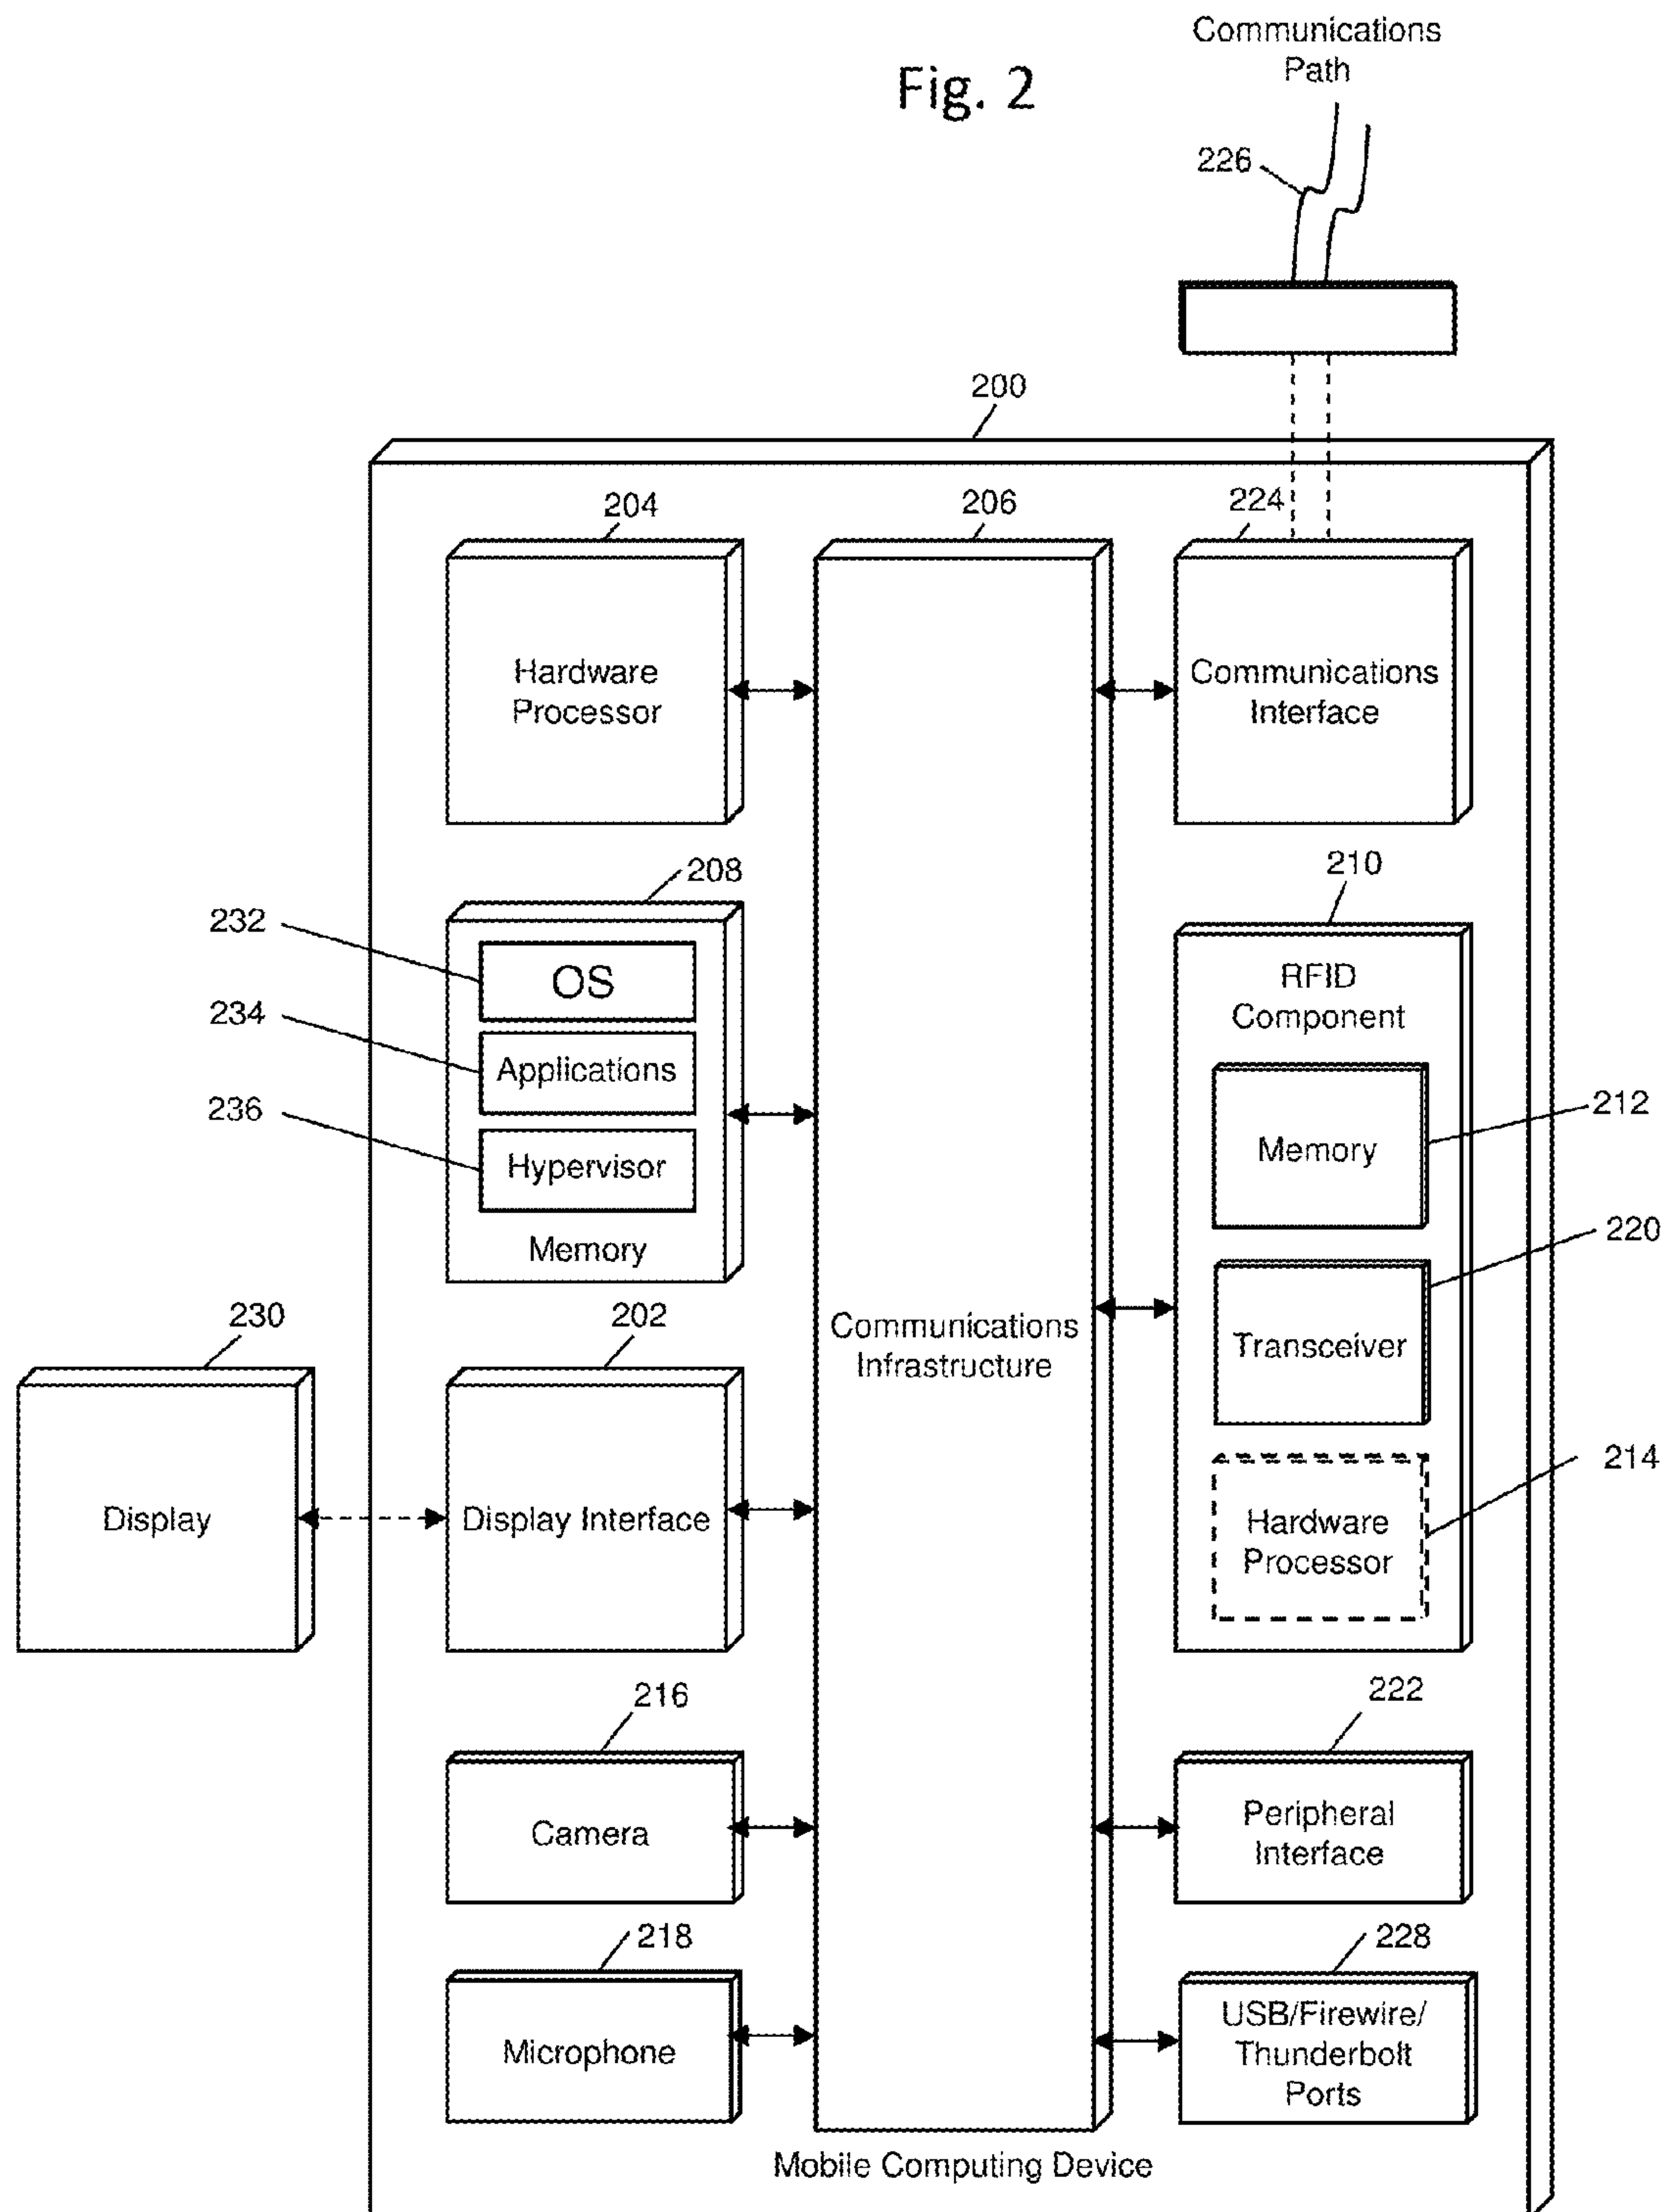 Communications
Path
Fig. 2
226
200
204
206
224
Hardware
Processor
Communications
Interface
208
210
232
OS
RFID
Component
234
Applications
236
Hypervisor
212
Memory
Memory
220
230
202
Communications
Infrastructure
Transceiver
214
Display
Display Interface
Hardware
Processor
216
222
Camera
Peripheral
Interface
218
228
Microphone
USB/Firewire/
Thunderbolt
Ports
Mobile Computing Device